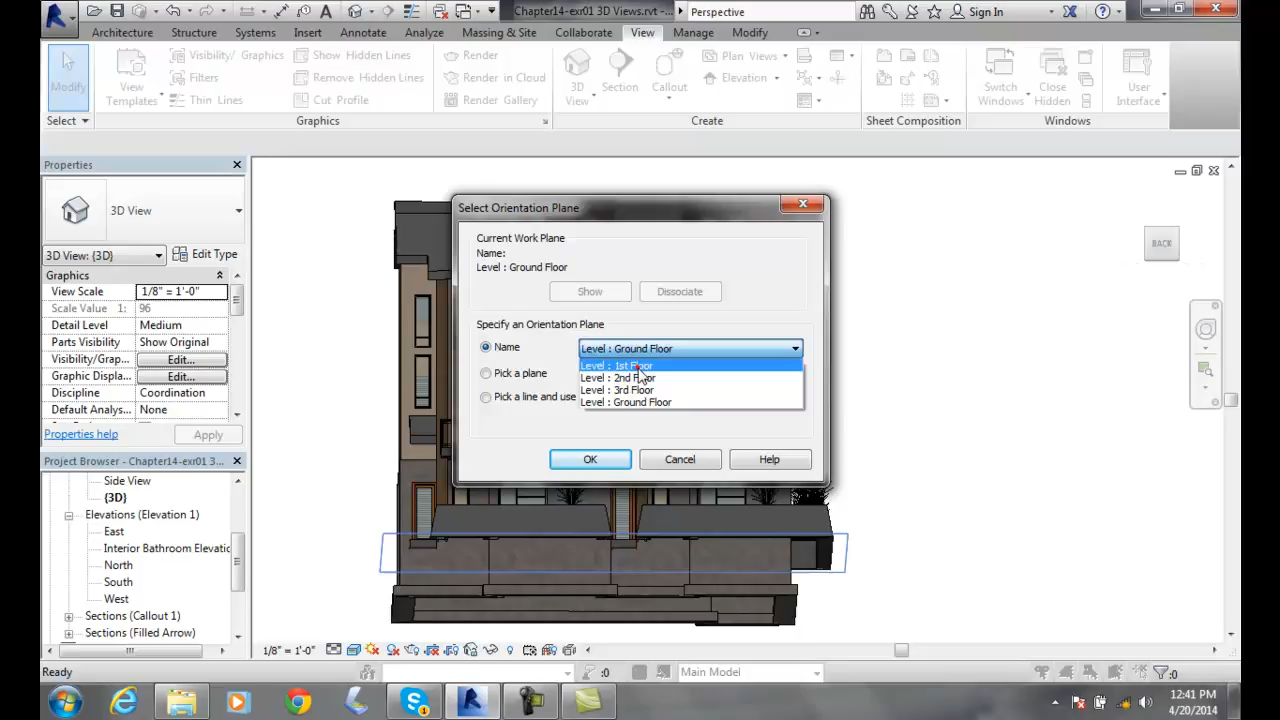 Chapter14-exr01 3D Views.rvt -...
Perspective
Sign In
Architecture Structure Systems Insert Annotate Analyze Massing & Site Collaborate View Manage Modify
Modify
View Templates
Visibility/ Graphics
Filters
Thin Lines
Show Hidden Lines
Remove Hidden Lines
Cut Profile
Render
Render in Cloud
Render Gallery
3D View
Section
Callout
Plan Views
Elevation
Switch Windows
Close Hidden
User Interface
Select
Graphics
Create
Sheet Composition
Windows
Properties
3D View
3D View: {3D}
Edit Type
Graphics
View Scale 1/8" = 1'-0"
Scale Value 1: 96
Detail Level Medium
Parts Visibility Show Original
Visibility/Grap... Edit...
Graphic Displa... Edit...
Discipline Coordination
Default Analys... None
Properties help
Apply
Project Browser - Chapter14-exr01 3...
Side View
{3D}
Elevations (Elevation 1)
East
Interior Bathroom Elevatio
North
South
West
Sections (Callout 1)
Sections (Filled Arrow)
Select Orientation Plane
Current Work Plane
Name:
Level : Ground Floor
Show
Dissociate
Specify an Orientation Plane
Name
Level : Ground Floor
Level : 1st Floor
Level : 2nd Floor
Level : 3rd Floor
Level : Ground Floor
Pick a plane
Pick a line and use
OK
Cancel
Help
BACK
1/8" = 1'-0"
Ready
:0
Main Model
:0
12:41 PM
4/20/2014